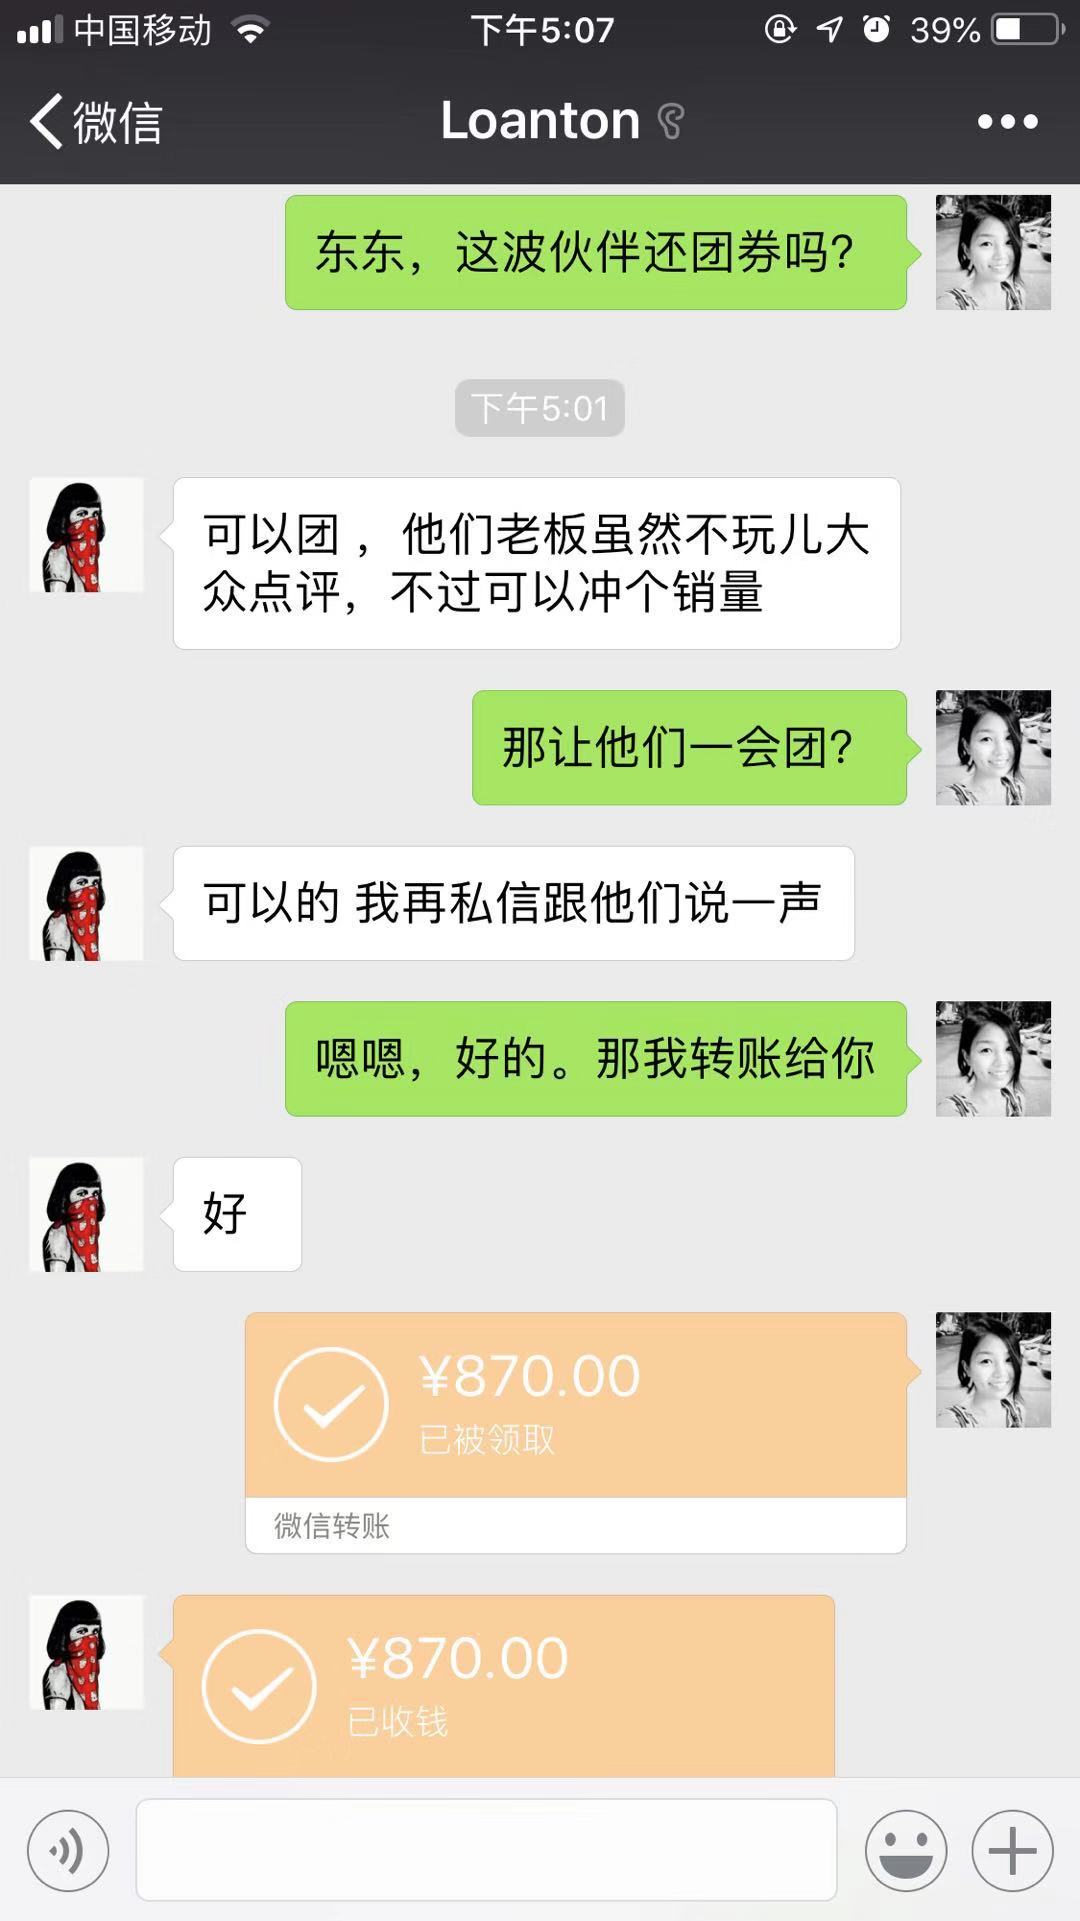 中国移动 下午5:07 39%
微信 Loanton
东东，这波伙伴还团券吗?
下午5:01
可以团 ，他们老板虽然不玩儿大
众点评，不过可以冲个销量
那让他们一会团?
可以的 我再私信跟他们说一声
嗯嗯，好的。那我转账给你
好
¥870.00
已被领取
微信转账
¥870.00
已收钱